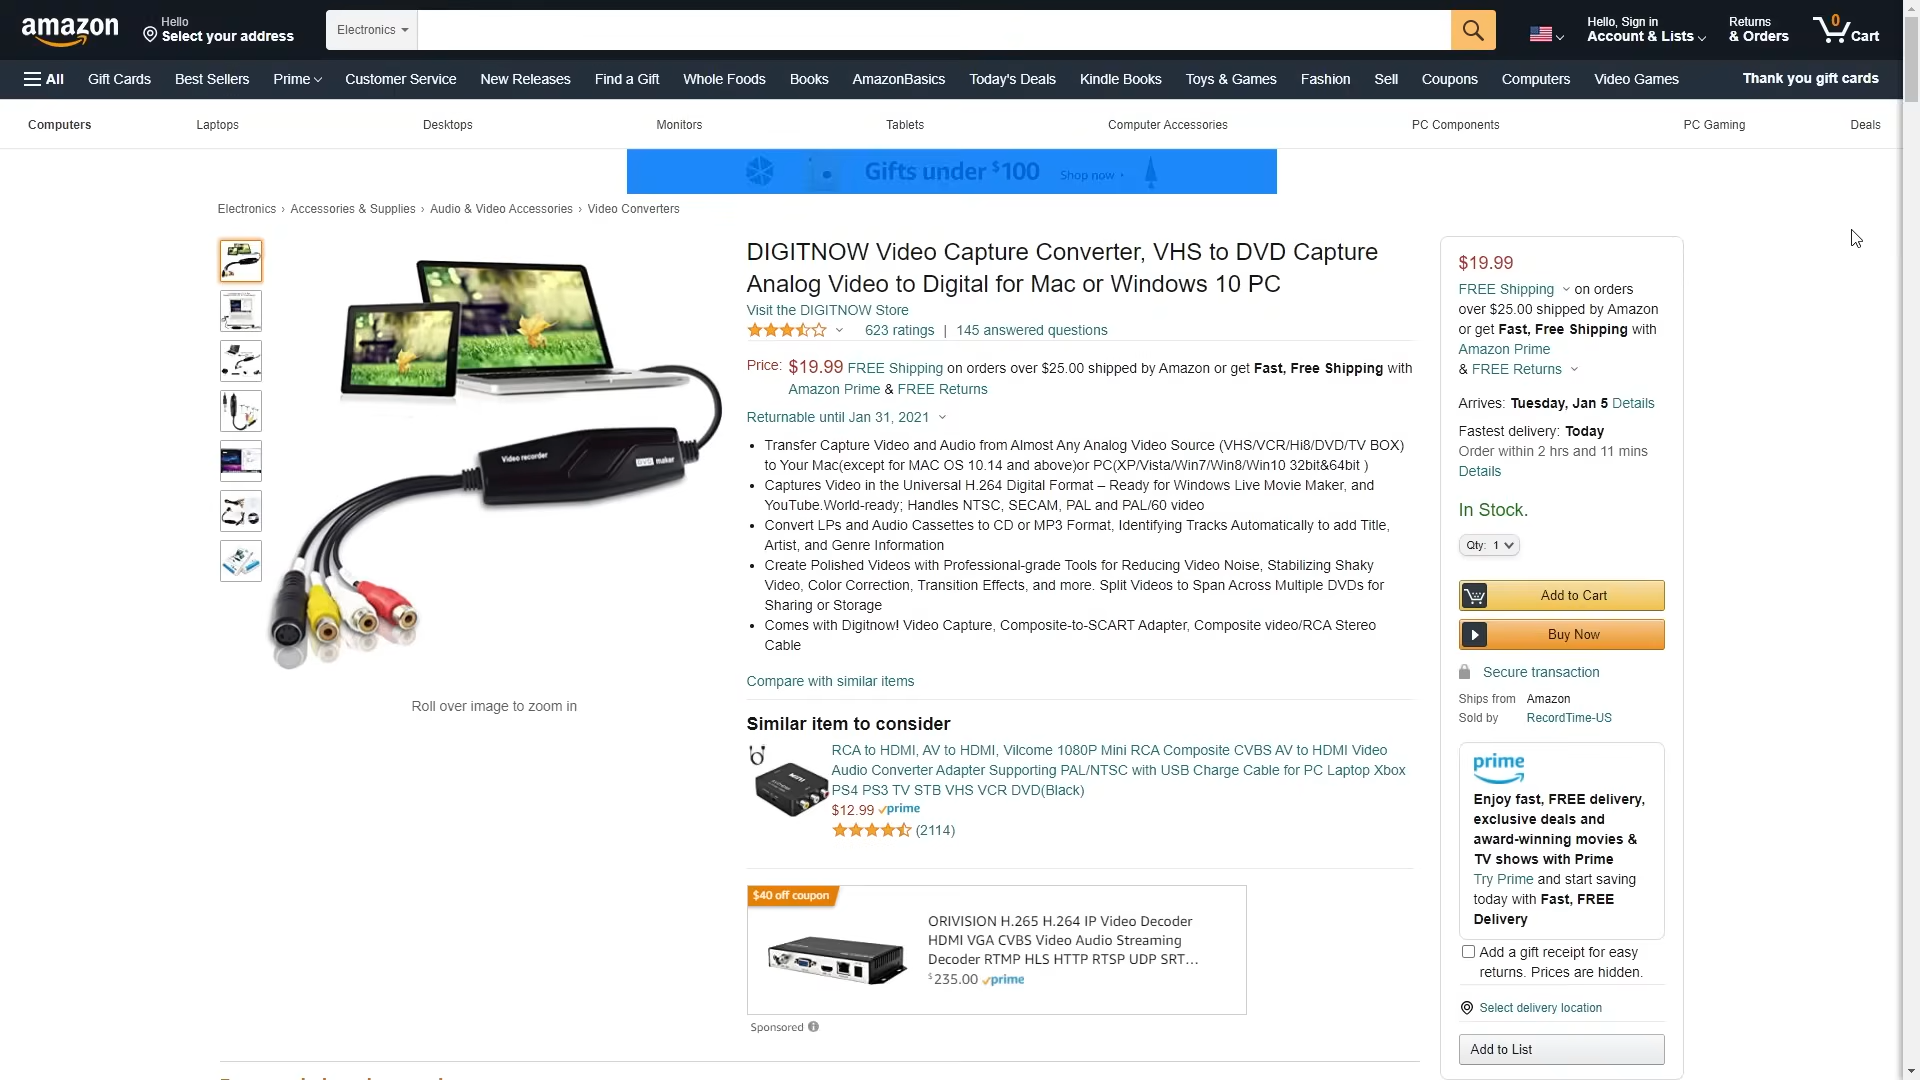 amazon
Hello
Select your address
Electronics
Hello, Sign in
Account & Lists
Returns
& Orders
0
Cart
All
Gift Cards
Best Sellers
Prime
Customer Service
New Releases
Find a Gift
Whole Foods
Books
AmazonBasics
Today's Deals
Kindle Books
Toys & Games
Fashion
Sell
Coupons
Computers
Video Games
Thank you gift cards
Computers
Laptops
Desktops
Monitors
Tablets
Computer Accessories
PC Components
PC Gaming
Deals
Gifts under $100
Shop now ›
Electronics › Accessories & Supplies › Audio & Video Accessories › Video Converters
Video recorder
maker
Roll over image to zoom in
DIGITNOW Video Capture Converter, VHS to DVD Capture
Analog Video to Digital for Mac or Windows 10 PC
Visit the DIGITNOW Store
623 ratings | 145 answered questions
Price: $19.99 FREE Shipping on orders over $25.00 shipped by Amazon or get Fast, Free Shipping with
Amazon Prime & FREE Returns
Returnable until Jan 31, 2021
• Transfer Capture Video and Audio from Almost Any Analog Video Source (VHS/VCR/Hi8/DVD/TV BOX)
to Your Mac(except for MAC OS 10.14 and above)or PC(XP/Vista/Win7/Win8/Win10 32bit&64bit )
• Captures Video in the Universal H.264 Digital Format – Ready for Windows Live Movie Maker, and
YouTube.World-ready; Handles NTSC, SECAM, PAL and PAL/60 video
• Convert LPs and Audio Cassettes to CD or MP3 Format, Identifying Tracks Automatically to add Title,
Artist, and Genre Information
• Create Polished Videos with Professional-grade Tools for Reducing Video Noise, Stabilizing Shaky
Video, Color Correction, Transition Effects, and more. Split Videos to Span Across Multiple DVDs for
Sharing or Storage
• Comes with Digitnow! Video Capture, Composite-to-SCART Adapter, Composite video/RCA Stereo
Cable
Compare with similar items
Similar item to consider
RCA to HDMI, AV to HDMI, Vilcome 1080P Mini RCA Composite CVBS AV to HDMI Video
Audio Converter Adapter Supporting PAL/NTSC with USB Charge Cable for PC Laptop Xbox
PS4 PS3 TV STB VHS VCR DVD(Black)
$12.99 prime
(2114)
$40 off coupon
ORIVISION H.265 H.264 IP Video Decoder
HDMI VGA CVBS Video Audio Streaming
Decoder RTMP HLS HTTP RTSP UDP SRT…
$235.00 prime
Sponsored
$19.99
FREE Shipping on orders
over $25.00 shipped by Amazon
or get Fast, Free Shipping with
Amazon Prime
& FREE Returns
Arrives: Tuesday, Jan 5 Details
Fastest delivery: Today
Order within 2 hrs and 11 mins
Details
In Stock.
Qty: 1
Add to Cart
Buy Now
Secure transaction
Ships from Amazon
Sold by RecordTime-US
prime
Enjoy fast, FREE delivery,
exclusive deals and
award-winning movies &
TV shows with Prime
Try Prime and start saving
today with Fast, FREE
Delivery
Add a gift receipt for easy
returns. Prices are hidden.
Select delivery location
Add to List